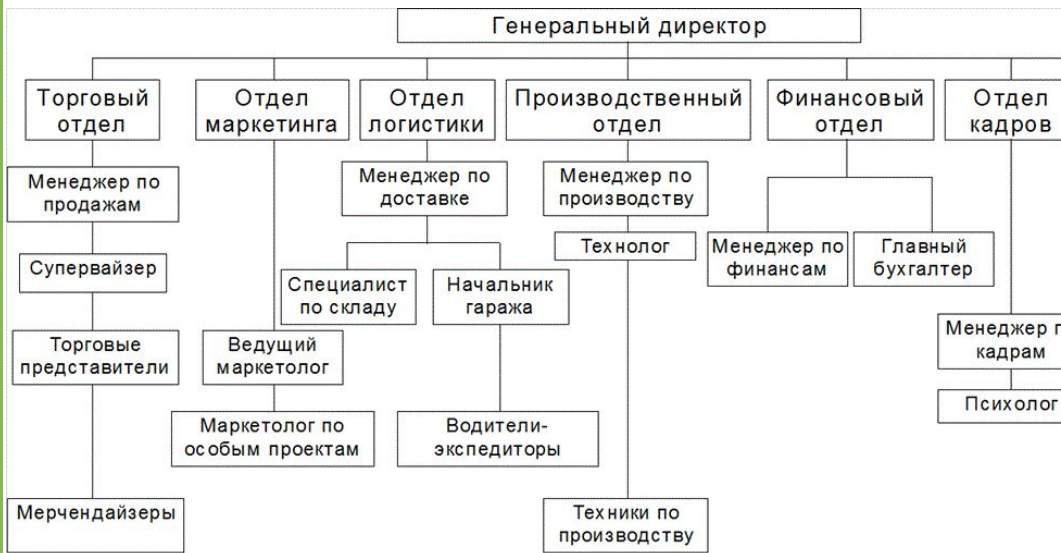 Генеральный директор
Торговый
отдел
Отдел
маркетинга
Отдел
логистики
Производственный
отдел
Финансовый
отдел
Отдел
кадров
Менеджер по
продажам
Менеджер по
доставке
Менеджер по
производству
Супервайзер
Технолог
Менеджер по
финансам
Главный
бухгалтер
Специалист
по складу
Начальник
гаража
Торговые
представители
Ведущий
маркетолог
Менеджер п
кадрам
Психолог
Маркетолог по
особым проектам
Водители-
экспедиторы
Мерчендайзеры
Техники по
производству